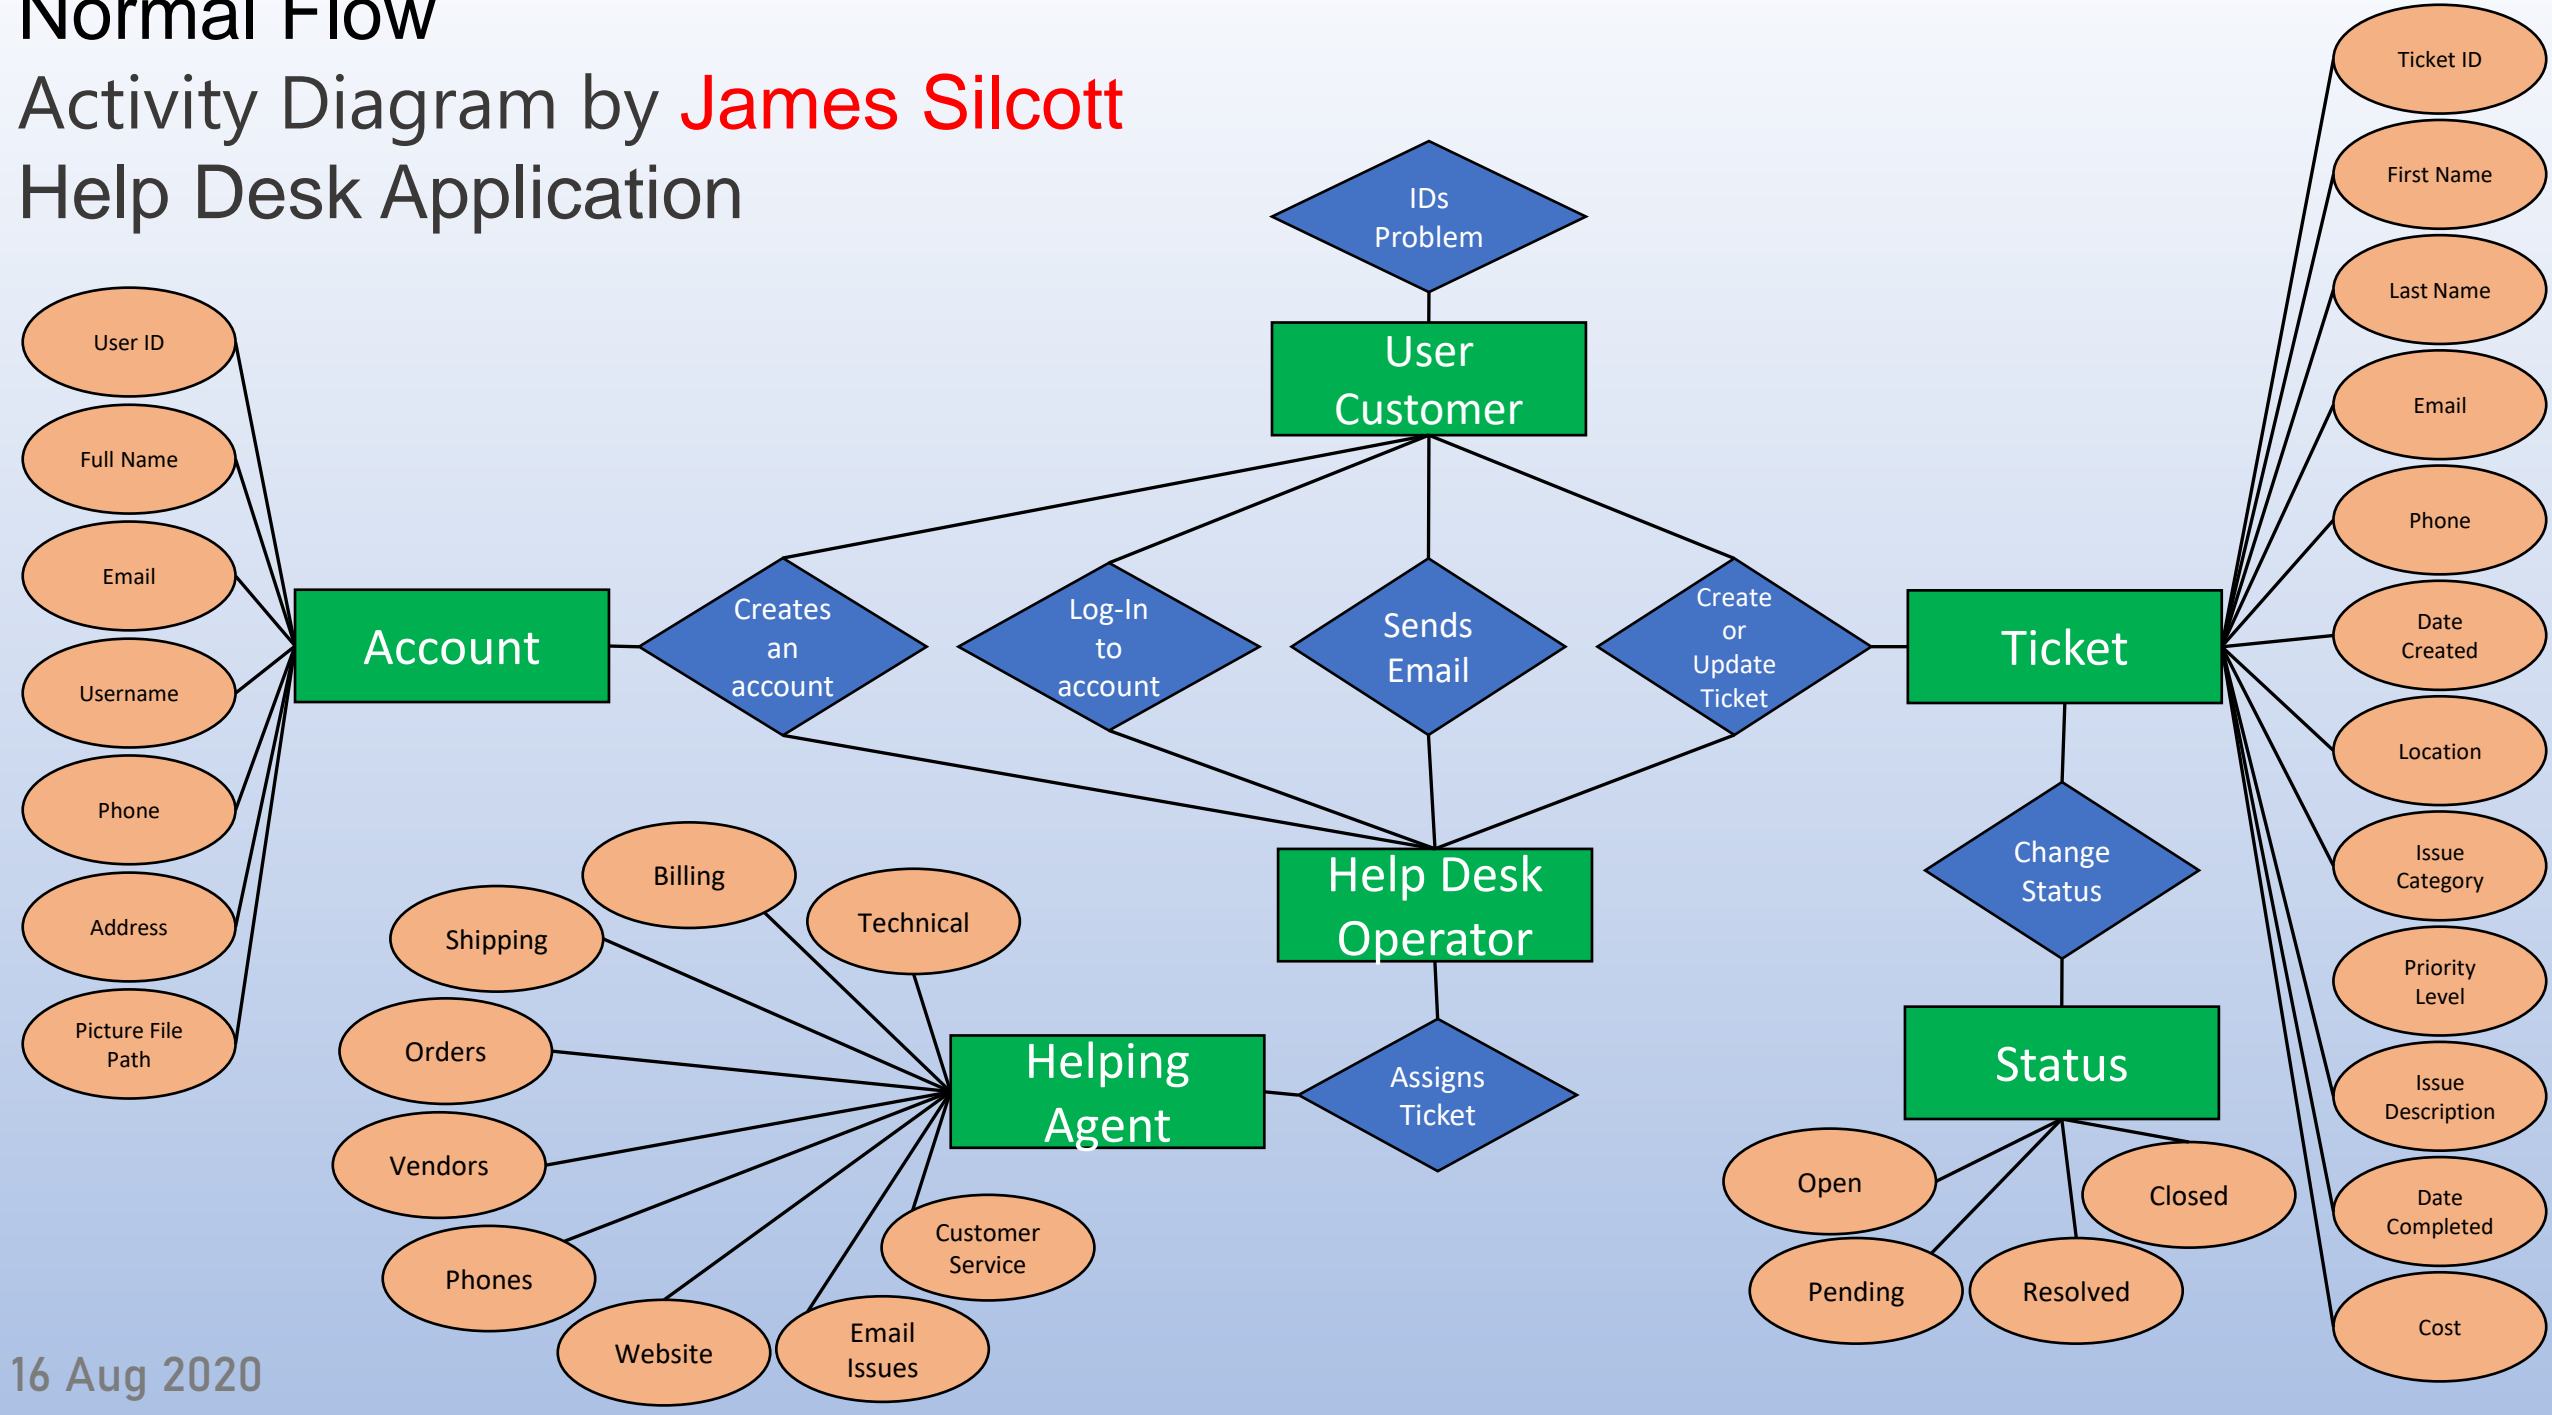 Normal Flow
Activity Diagram by James Silcott
Help Desk Application
IDs
Problem
User
Customer
User ID
Full Name
Email
Username
Phone
Address
Picture File
Path
Account
Creates
an
account
Log-In
to
account
Sends
Email
Create
or
Update
Ticket
Ticket
Ticket ID
First Name
Last Name
Email
Phone
Date
Created
Location
Issue
Category
Priority
Level
Issue
Description
Date
Completed
Cost
Help Desk
Operator
Change
Status
Billing
Technical
Shipping
Orders
Vendors
Phones
Website
Email
Issues
Customer
Service
Helping
Agent
Assigns
Ticket
Status
Open
Closed
Pending
Resolved
16 Aug 2020